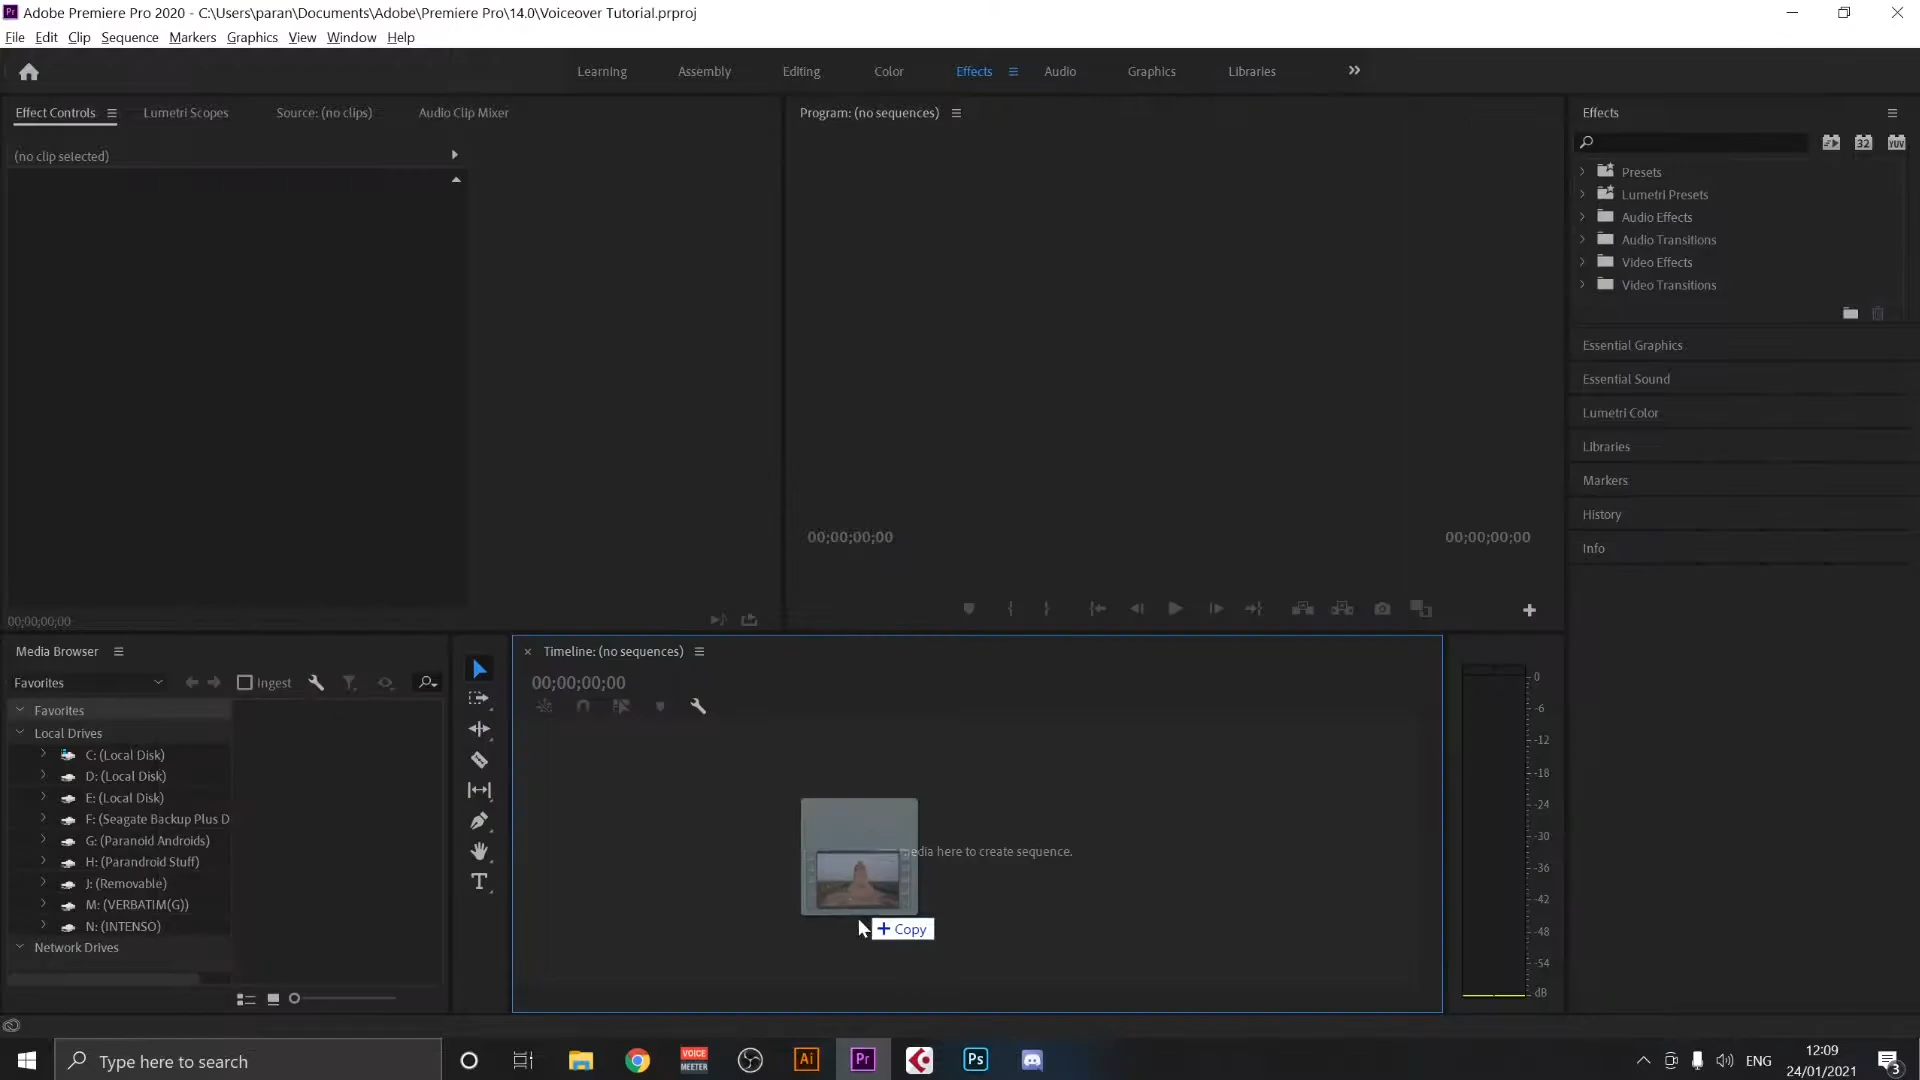 Adobe Premiere Pro 2020 - C:\Users\paran\Documents\Adobe\Premiere Pro\14.0\Voiceover Tutorial.prproj
File Edit Clip Sequence Markers Graphics View Window Help
Learning Assembly Editing Color Effects Audio Graphics Libraries
Effect Controls Lumetri Scopes Source: (no clips) Audio Clip Mixer
(no clip selected)
00;00;00;00
Program: (no sequences)
00;00;00;00 00;00;00;00
Effects
32 YUV
Presets
Lumetri Presets
Audio Effects
Audio Transitions
Video Effects
Video Transitions
Essential Graphics
Essential Sound
Lumetri Color
Libraries
Markers
History
Info
Media Browser
Favorites Ingest
Favorites
Local Drives
C: (Local Disk)
D: (Local Disk)
E: (Local Disk)
F: (Seagate Backup Plus D
G: (Paranoid Androids)
H: (Parandroid Stuff)
J: (Removable)
M: (VERBATIM(G))
N: (INTENSO)
Network Drives
T
Timeline: (no sequences)
00;00;00;00
edia here to create sequence.
Copy
0
-6
-12
-18
-24
-30
-36
-42
-48
-54
dB
Type here to search
VOICE
MEETER
Ai
Pr
Ps
ENG
12:09
24/01/2021
3